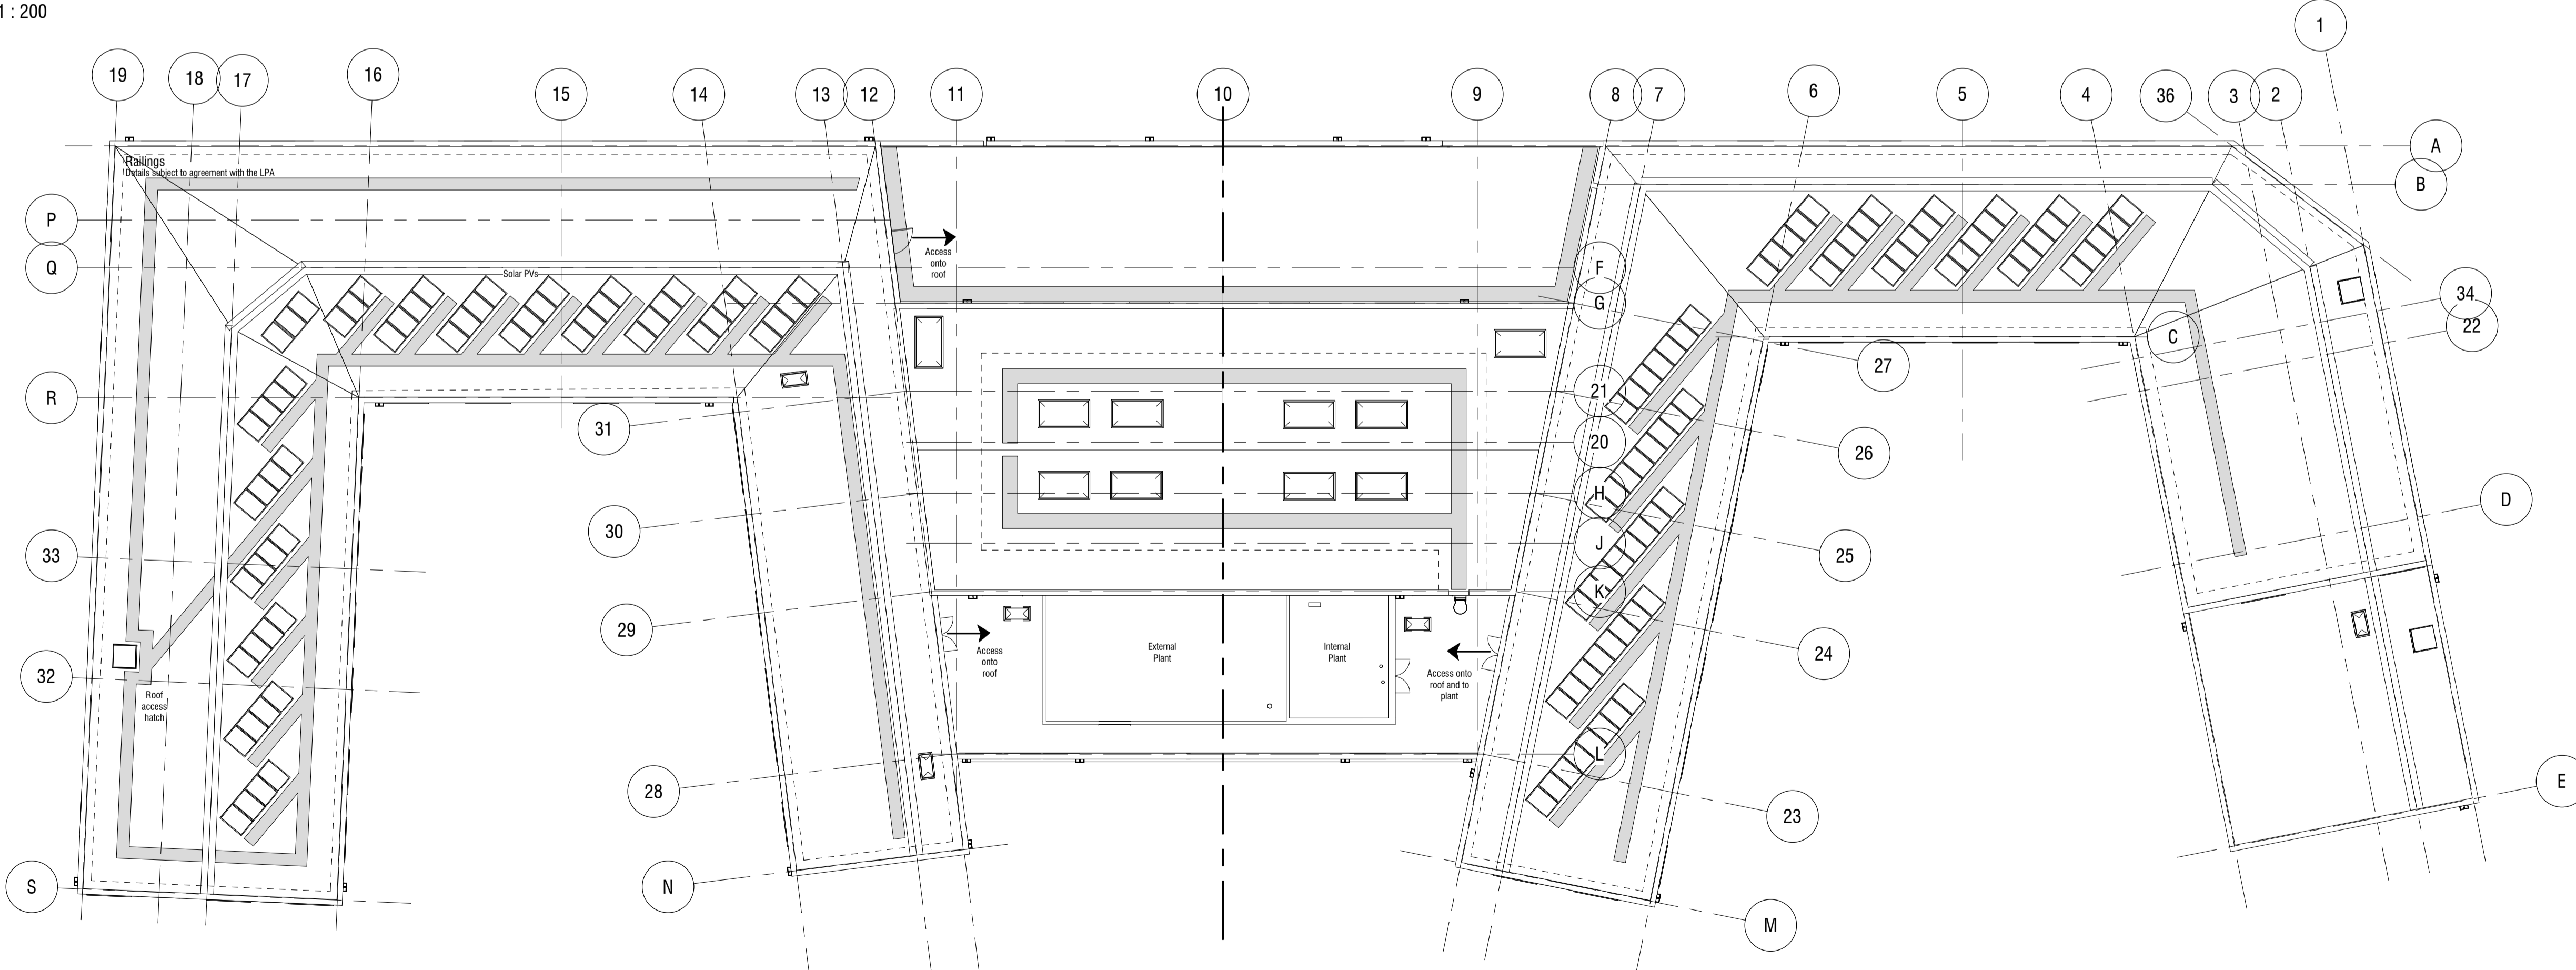 1 : 200
1
19
18
17
16
15
14
13
12
11
10
9
8
7
6
5
4
36
3
2
A
B
Railings
Details subject to agreement with the LPA
P
Q
Solar PVs
Access
onto
roof
F
G
34
22
C
27
R
31
21
20
26
H
D
30
33
J
25
K
29
External
Plant
Internal
Plant
Access
onto
roof
Access onto
roof and to
plant
24
32
Roof
access
hatch
L
28
23
E
S
N
M